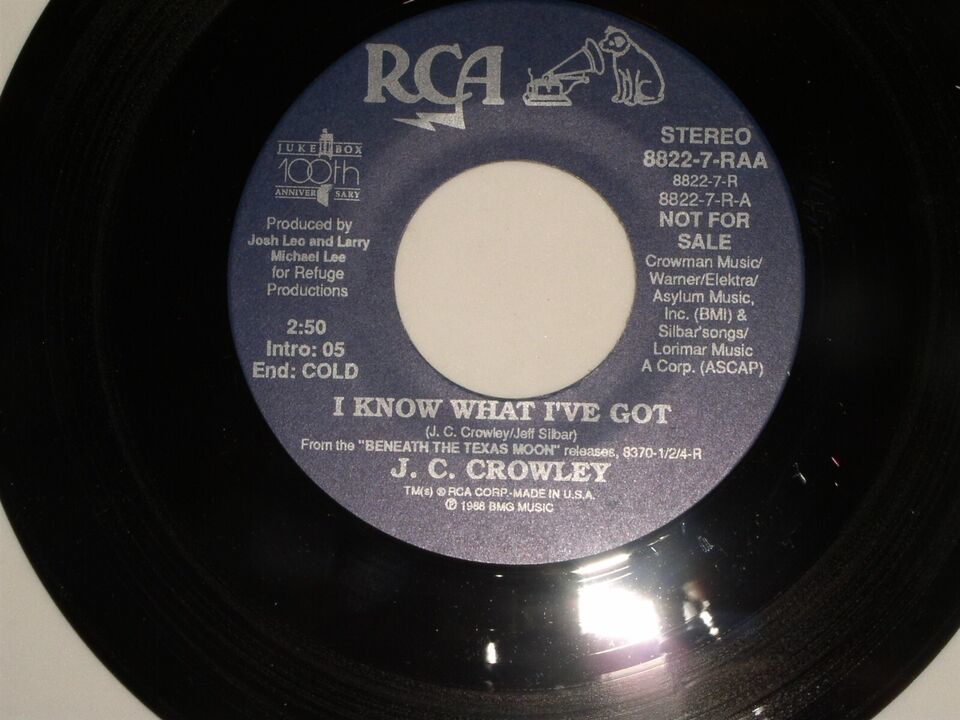 RCA
JUKE BOX
100th
ANNIVERSARY
STEREO
8822-7-RAA
8822-7-R
8822-7-R-A
NOT FOR
SALE
Crowman Music/
Warner/Elektra/
Asylum Music,
Inc. (BMI) &
Silbar'songs/
Lorimar Music
A Corp. (ASCAP)
Produced by
Josh Leo and Larry
Michael Lee
for Refuge
Productions
2:50
Intro: 05
End: COLD
I KNOW WHAT I'VE GOT
(J. C. Crowley/Jeff Silbar)
From the "BENEATH THE TEXAS MOON" releases, 8370-1/2/4-R
J. C. CROWLEY
TM(s) ® RCA CORP.-MADE IN U.S.A.
℗ 1988 BMG MUSIC